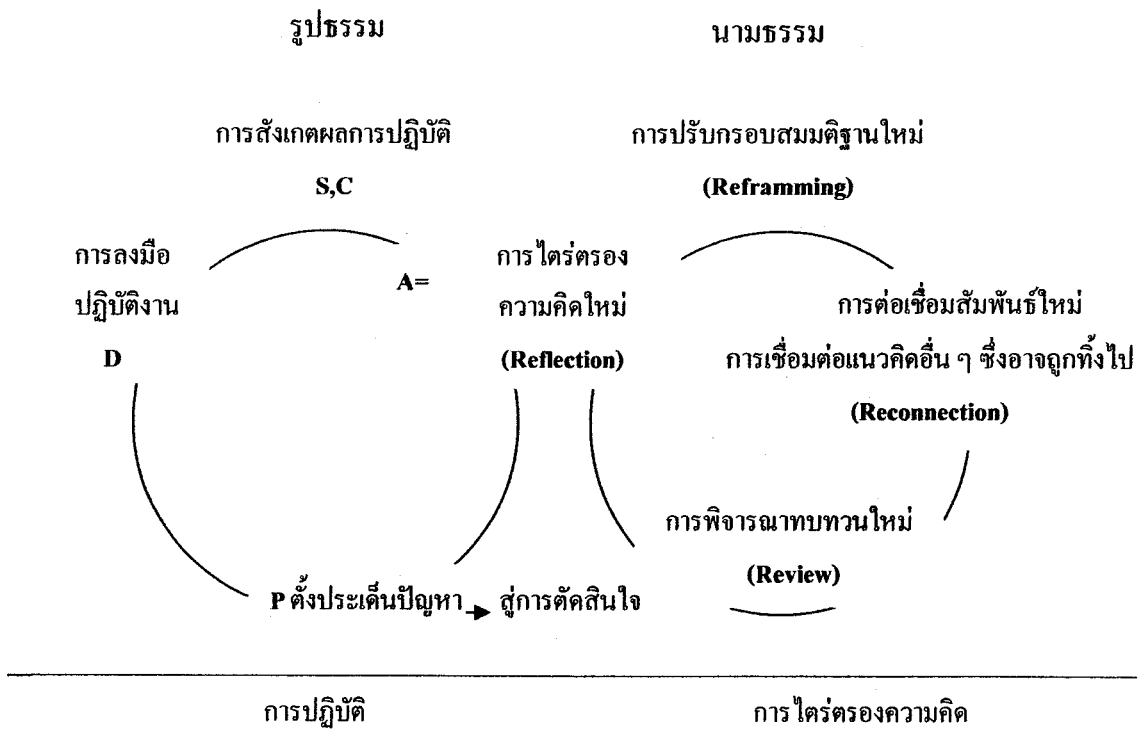 รูปธรรม
นามธรรม
การสังเกตผลการปฏิบัติ
S,C
การปรับกรอบสมมติฐานใหม่
(Reframming)
การลงมือ
ปฏิบัติงาน
D
A=
การไตร่ตรอง
ความคิดใหม่
(Reflection)
การต่อเชื่อมสัมพันธ์ใหม่
การเชื่อมต่อแนวคิดอื่น ๆ ซึ่งอาจถูกทิ้งไป
(Reconnection)
การพิจารณาทบทวนใหม่
(Review)
P ตั้งประเด็นปัญหา
สู่การตัดสินใจ
การปฏิบัติ
การไตร่ตรองความคิด